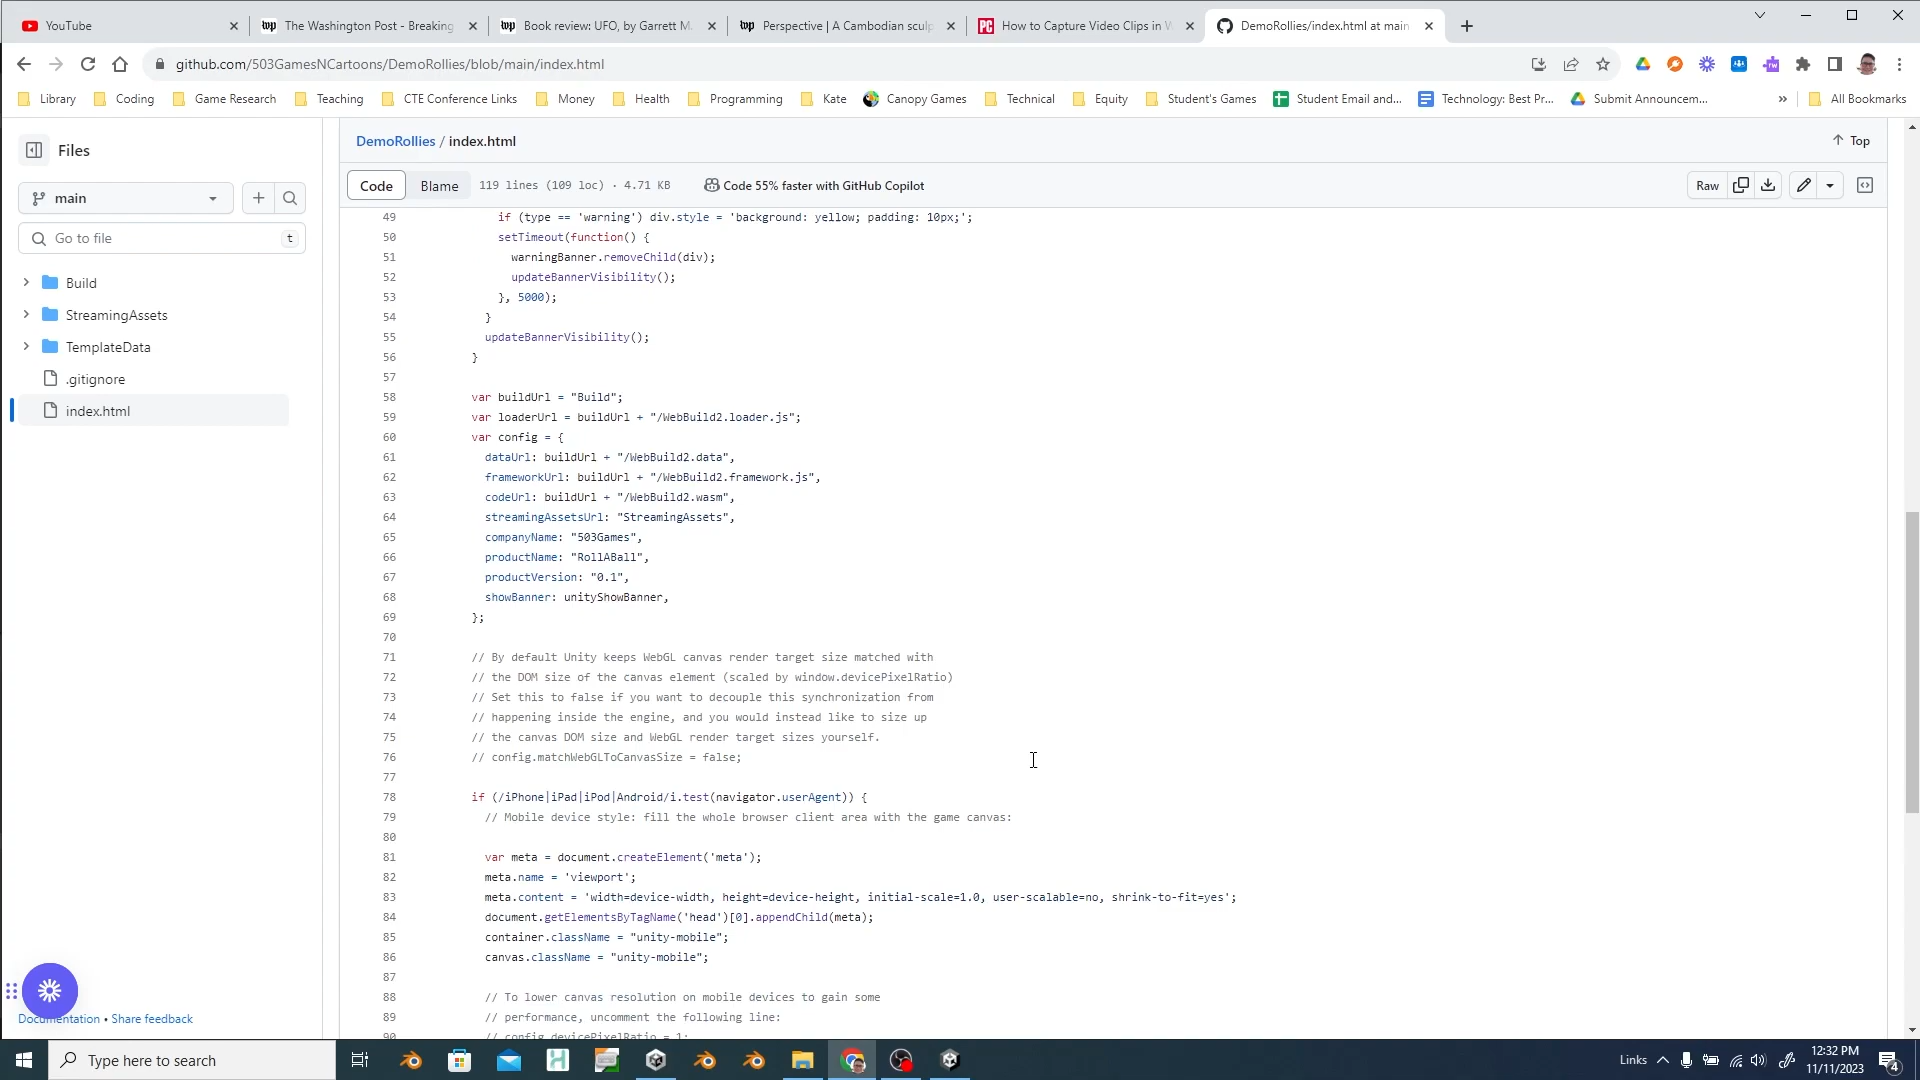 YouTube
The Washington Post - Breaking
Book review: UFO, by Garrett M.
Perspective | A Cambodian sculp
How to Capture Video Clips in W
DemoRollies/index.html at main
github.com/503GamesNCartoons/DemoRollies/blob/main/index.html
Library
Coding
Game Research
Teaching
CTE Conference Links
Money
Health
Programming
Kate
Canopy Games
Technical
Equity
Student's Games
Student Email and...
Technology: Best Pr...
Submit Announcem...
»
All Bookmarks
Files
main
Go to file
t
Build
StreamingAssets
TemplateData
.gitignore
index.html
Documentation • Share feedback
DemoRollies / index.html
Top
Code
Blame
119 lines (109 loc) · 4.71 KB
Code 55% faster with GitHub Copilot
Raw
49 if (type == 'warning') div.style = 'background: yellow; padding: 10px;';
50 setTimeout(function() {
51 warningBanner.removeChild(div);
52 updateBannerVisibility();
53 }, 5000);
54 }
55 updateBannerVisibility();
56 }
57
58 var buildUrl = "Build";
59 var loaderUrl = buildUrl + "/WebBuild2.loader.js";
60 var config = {
61 dataUrl: buildUrl + "/WebBuild2.data",
62 frameworkUrl: buildUrl + "/WebBuild2.framework.js",
63 codeUrl: buildUrl + "/WebBuild2.wasm",
64 streamingAssetsUrl: "StreamingAssets",
65 companyName: "503Games",
66 productName: "RollABall",
67 productVersion: "0.1",
68 showBanner: unityShowBanner,
69 };
70
71 // By default Unity keeps WebGL canvas render target size matched with
72 // the DOM size of the canvas element (scaled by window.devicePixelRatio)
73 // Set this to false if you want to decouple this synchronization from
74 // happening inside the engine, and you would instead like to size up
75 // the canvas DOM size and WebGL render target sizes yourself.
76 // config.matchWebGLToCanvasSize = false;
77
78 if (/iPhone|iPad|iPod|Android/i.test(navigator.userAgent)) {
79 // Mobile device style: fill the whole browser client area with the game canvas:
80
81 var meta = document.createElement('meta');
82 meta.name = 'viewport';
83 meta.content = 'width=device-width, height=device-height, initial-scale=1.0, user-scalable=no, shrink-to-fit=yes';
84 document.getElementsByTagName('head')[0].appendChild(meta);
85 container.className = "unity-mobile";
86 canvas.className = "unity-mobile";
87
88 // To lower canvas resolution on mobile devices to gain some
89 // performance, uncomment the following line:
90 // config.devicePixelRatio = 1;
Type here to search
Links
12:32 PM
11/11/2023
4